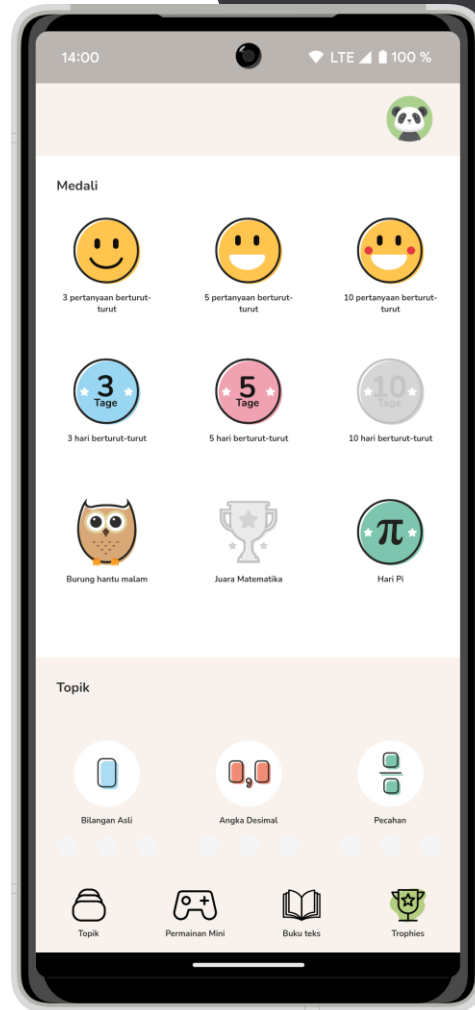 14:00
LTE 100 %
Medali
3 pertanyaan berturut-
turut
5 pertanyaan berturut-
turut
10 pertanyaan berturut-
turut
3
Tage
5
Tage
10
Tage
3 hari berturut-turut
5 hari berturut-turut
10 hari berturut-turut
π
Burung hantu malam
Juara Matematika
Hari Pi
Topik
Bilangan Asli
Angka Desimal
Pecahan
Topik
Permainan Mini
Buku teks
Trophies